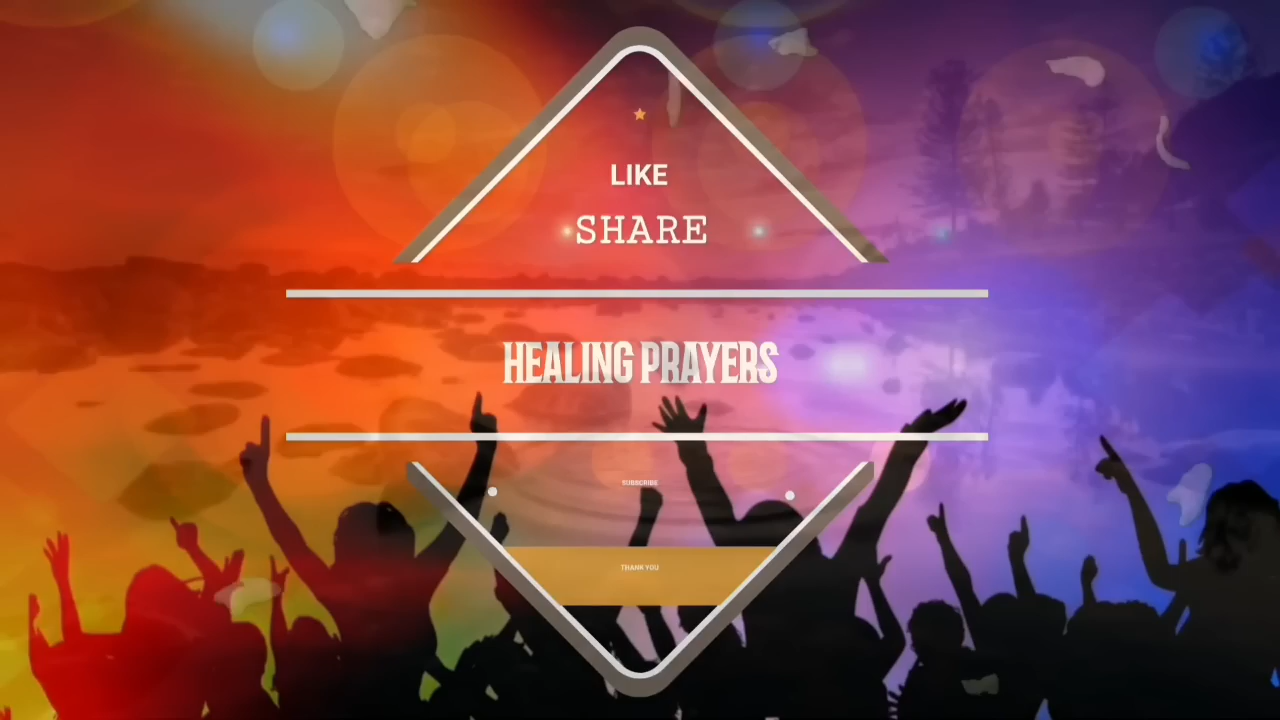 LIKE
SHARE
HEALING PRAYERS
SUBSCRIBE
THANK YOU